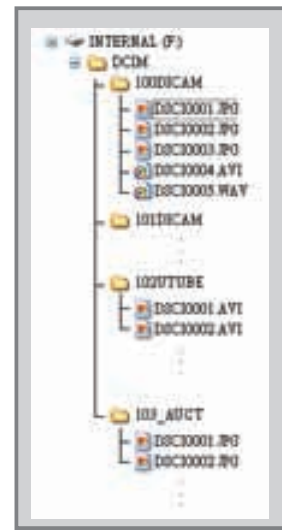 INTERNAL (F)
DCIM
100DICAM
DSCI0001.JPG
DSCI0002.JPG
DSCI0003.JPG
DSCI0004.AVI
DSCI0005.WAV
101DICAM
102UTUBE
DSCI0001.AVI
DSCI0002.AVI
103_AUCT
DSCI0001.JPG
DSCI0002.JPG